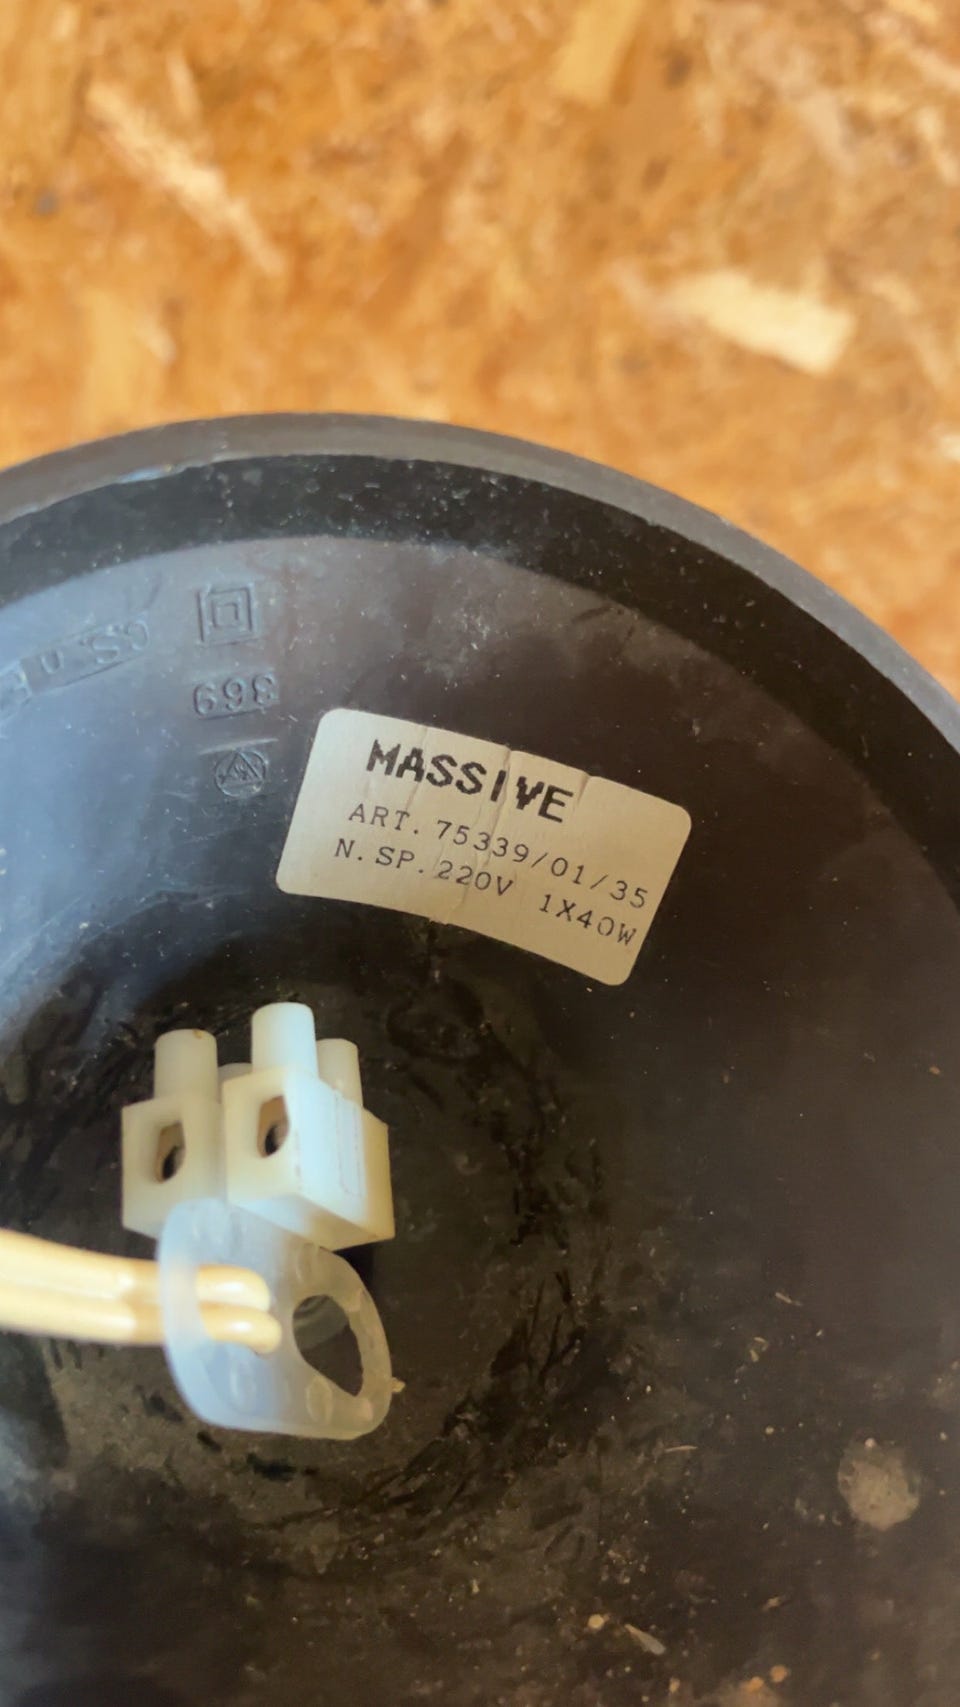 369
MASSIVE
ART. 75339/01/35
N.SP. 220V 1X40W